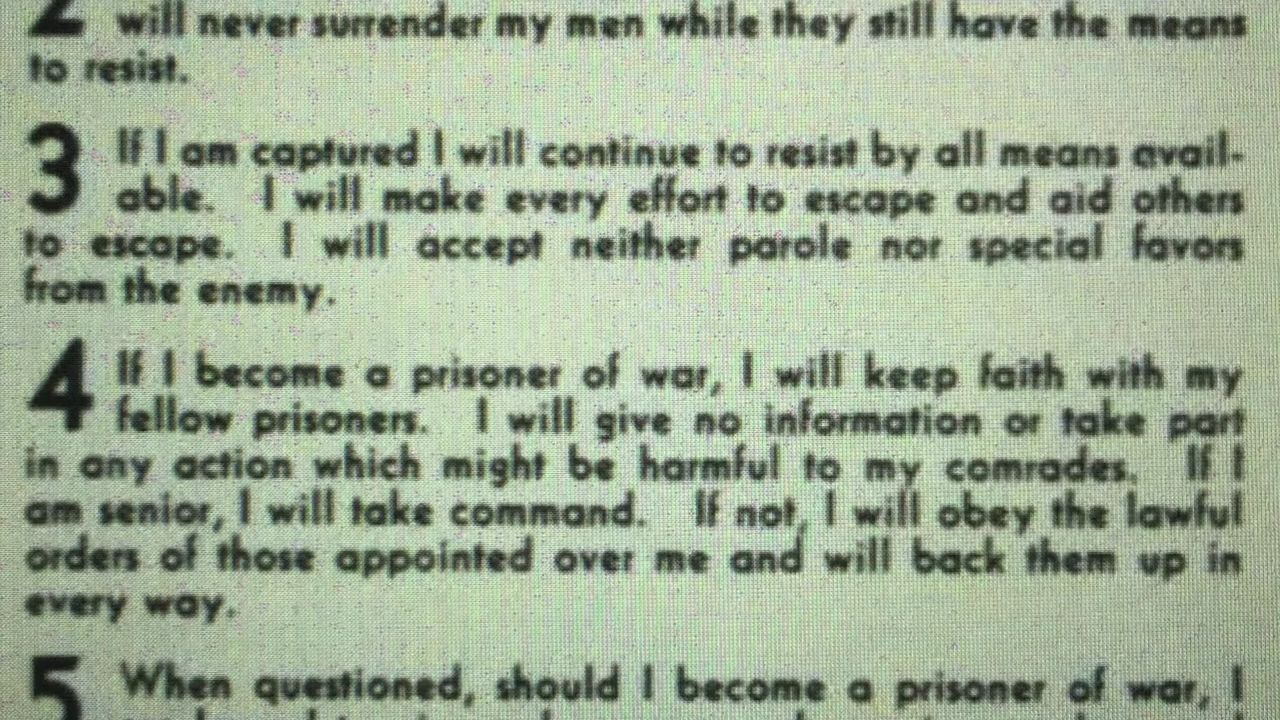 2 will never surrender my men while they still have the means
to resist.
3 If I am captured I will continue to resist by all means avail-
able. I will make every effort to escape and aid others
to escape. I will accept neither parole nor special favors
from the enemy.
4 If I become a prisoner of war, I will keep faith with my
fellow prisoners. I will give no information or take part
in any action which might be harmful to my comrades. If I
am senior, I will take command. If not, I will obey the lawful
orders of those appointed over me and will back them up in
every way.
5 When questioned, should I become a prisoner of war, I